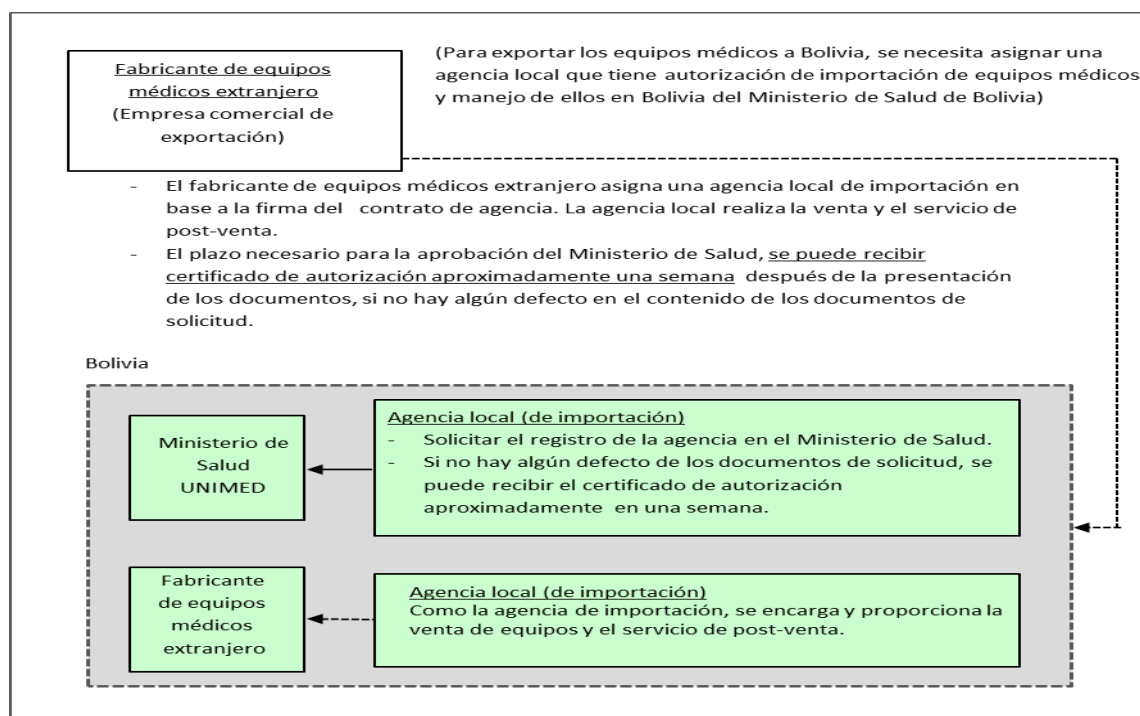 Fabricante de equipos
médicos extranjero
(Empresa comercial de
exportación)
(Para exportar los equipos médicos a Bolivia, se necesita asignar una
agencia local que tiene autorización de importación de equipos médicos
y manejo de ellos en Bolivia del Ministerio de Salud de Bolivia)
- El fabricante de equipos médicos extranjero asigna una agencia local de importación en
base a la firma del contrato de agencia. La agencia local realiza la venta y el servicio de
post-venta.
- El plazo necesario para la aprobación del Ministerio de Salud, se puede recibir
certificado de autorización aproximadamente una semana después de la presentación
de los documentos, si no hay algún defecto en el contenido de los documentos de
solicitud.
Bolivia
Ministerio de
Salud
UNIMED
Agencia local (de importación)
- Solicitar el registro de la agencia en el Ministerio de Salud.
- Si no hay algún defecto de los documentos de solicitud, se
puede recibir el certificado de autorización
aproximadamente en una semana.
Fabricante
de equipos
médicos
extranjero
Agencia local (de importación)
Como la agencia de importación, se encarga y proporciona la
venta de equipos y el servicio de post-venta.